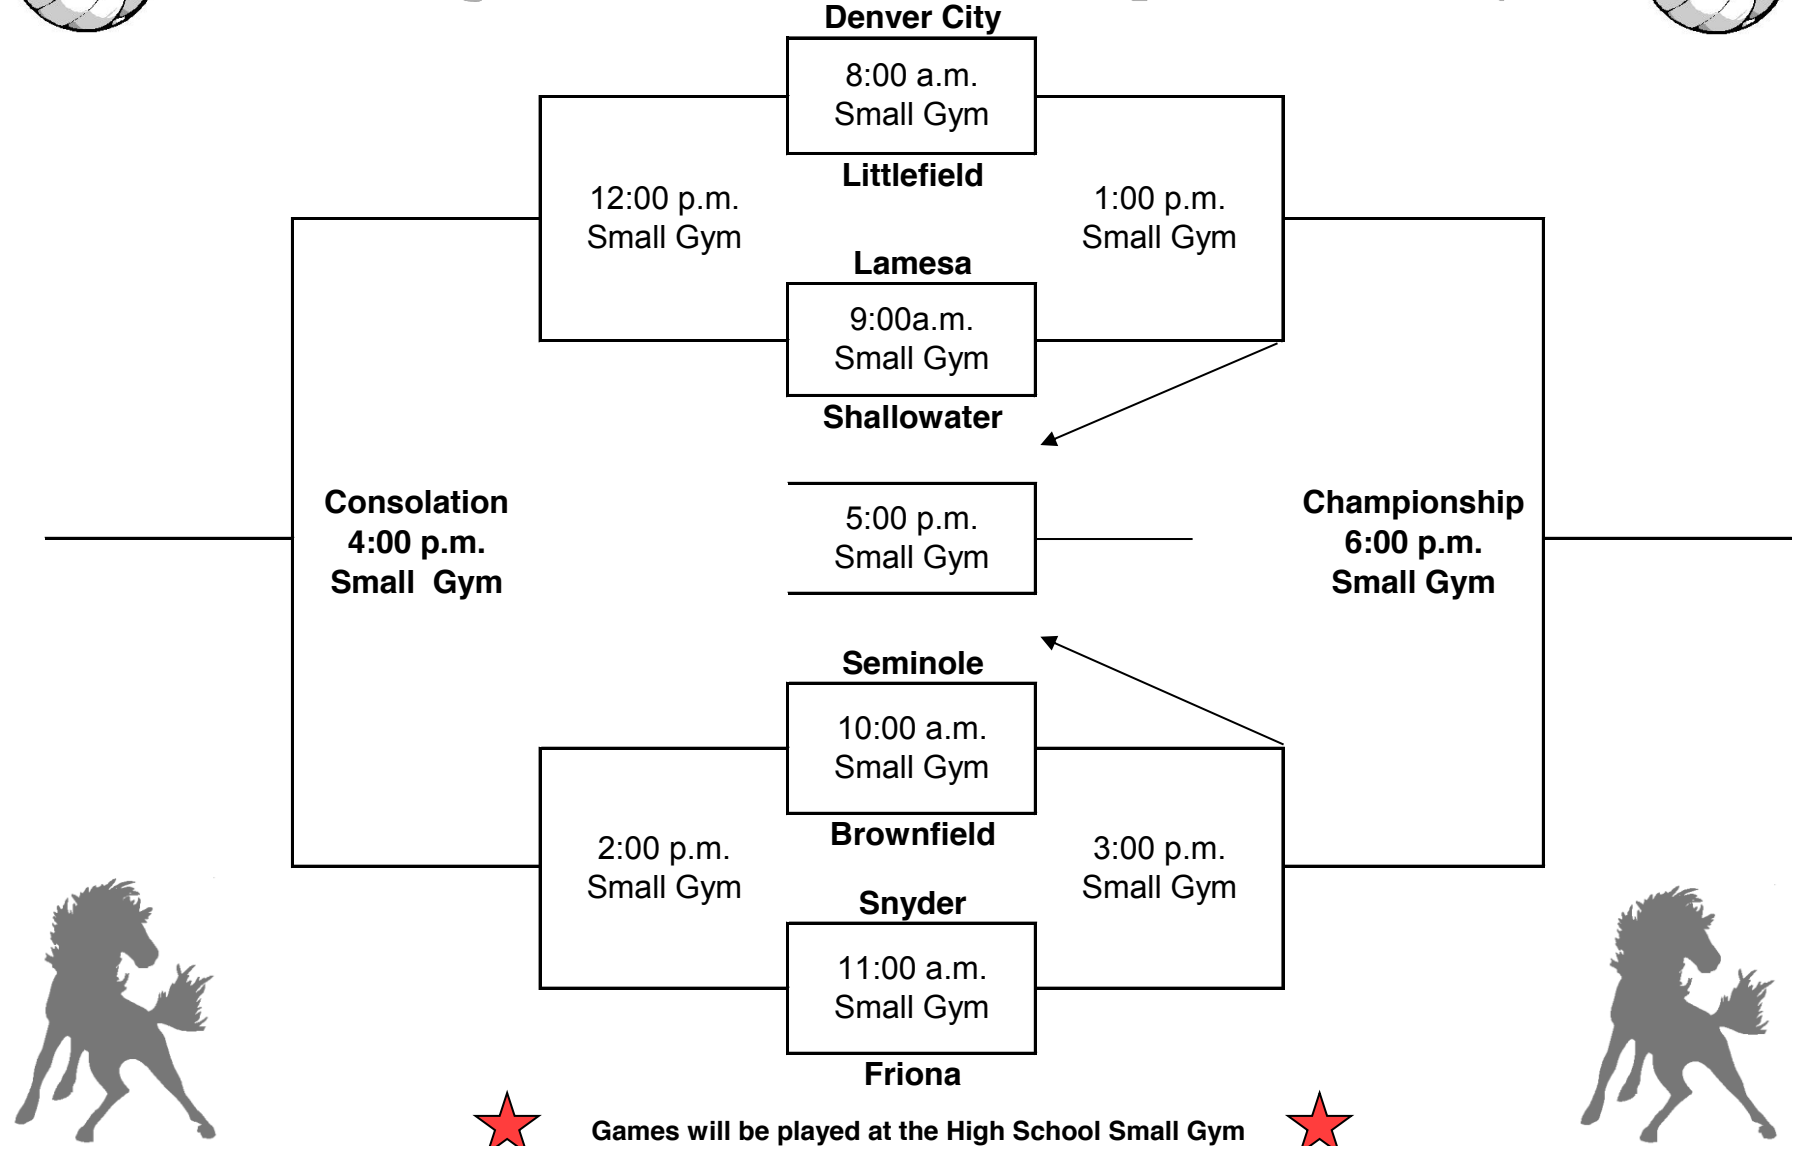 Denver City
8:00 a.m.
Small Gym
Littlefield
12:00 p.m.
Small Gym
1:00 p.m.
Small Gym
Lamesa
9:00a.m.
Small Gym
Shallowater
Consolation
4:00 p.m.
Small  Gym
5:00 p.m.
Small Gym
Championship
6:00 p.m.
Small Gym
Seminole
10:00 a.m.
Small Gym
Brownfield
2:00 p.m.
Small Gym
3:00 p.m.
Small Gym
Snyder
11:00 a.m.
Small Gym
Friona
Games will be played at the High School Small Gym